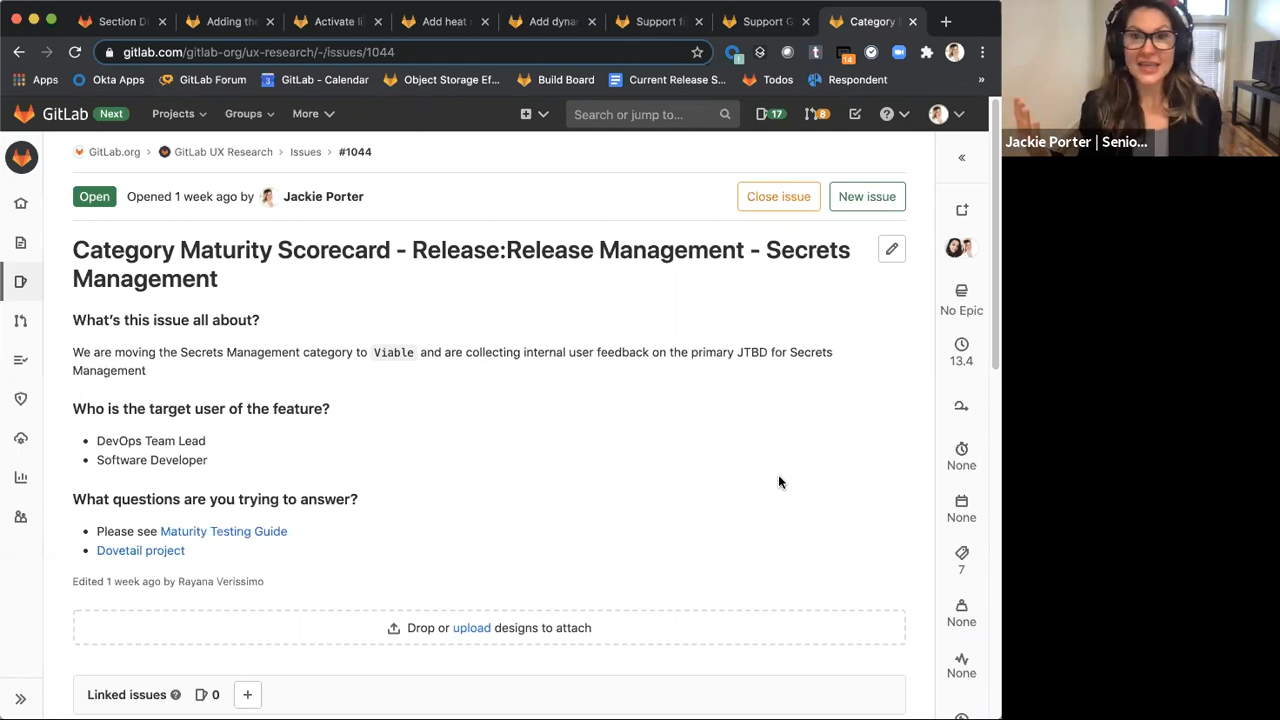 Section Di
Adding the
Activate li
Add heat
Add dyna
Support fi
Support G
Category
gitlab.com/gitlab-org/ux-research/-/issues/1044
1
14
Apps
Okta Apps
GitLab Forum
3
GitLab - Calendar
Object Storage Ef...
Build Board
Current Release S...
Todos
Respondent
»
GitLab
Next
Projects
Groups
More
Search or jump to...
17
8
Jackie Porter | Senio...
GitLab.org > GitLab UX Research > Issues > #1044
Open
Opened 1 week ago by Jackie Porter
Close issue
New issue
Category Maturity Scorecard - Release:Release Management - Secrets
Management
What's this issue all about?
We are moving the Secrets Management category to Viable and are collecting internal user feedback on the primary JTBD for Secrets
Management
Who is the target user of the feature?
• DevOps Team Lead
• Software Developer
What questions are you trying to answer?
• Please see Maturity Testing Guide
• Dovetail project
Edited 1 week ago by Rayana Verissimo
Drop or upload designs to attach
Linked issues
0
No Epic
13.4
None
None
7
None
None